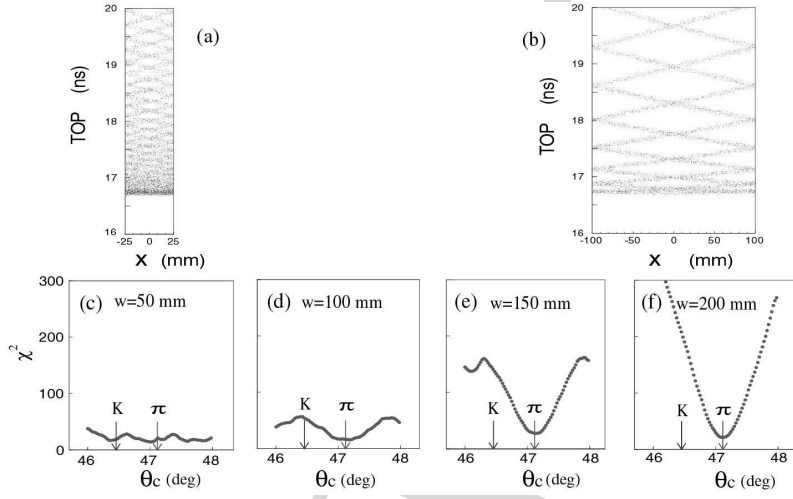 (a)
20
19
18
17
16
TOP (ns)
-25 0 25
X (mm)
(b)
20
19
18
17
16
TOP (ns)
-100 -50 0 50 100
X (mm)
300
200
100
0
χ²
(c) w=50 mm
K π
46 47 48
θc (deg)
(d) w=100 mm
K π
46 47 48
θc (deg)
(e) w=150 mm
K π
46 47 48
θc (deg)
(f) w=200 mm
K π
46 47 48
θc (deg)